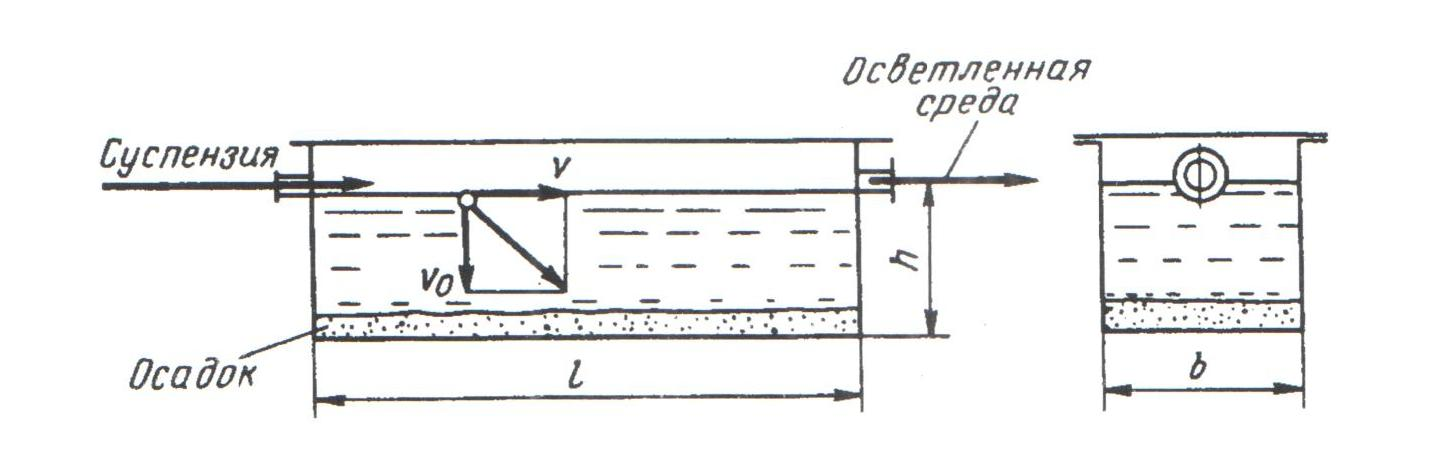 Осветленная
среда
Суспензия
v
v₀
h
Осадок
l
b